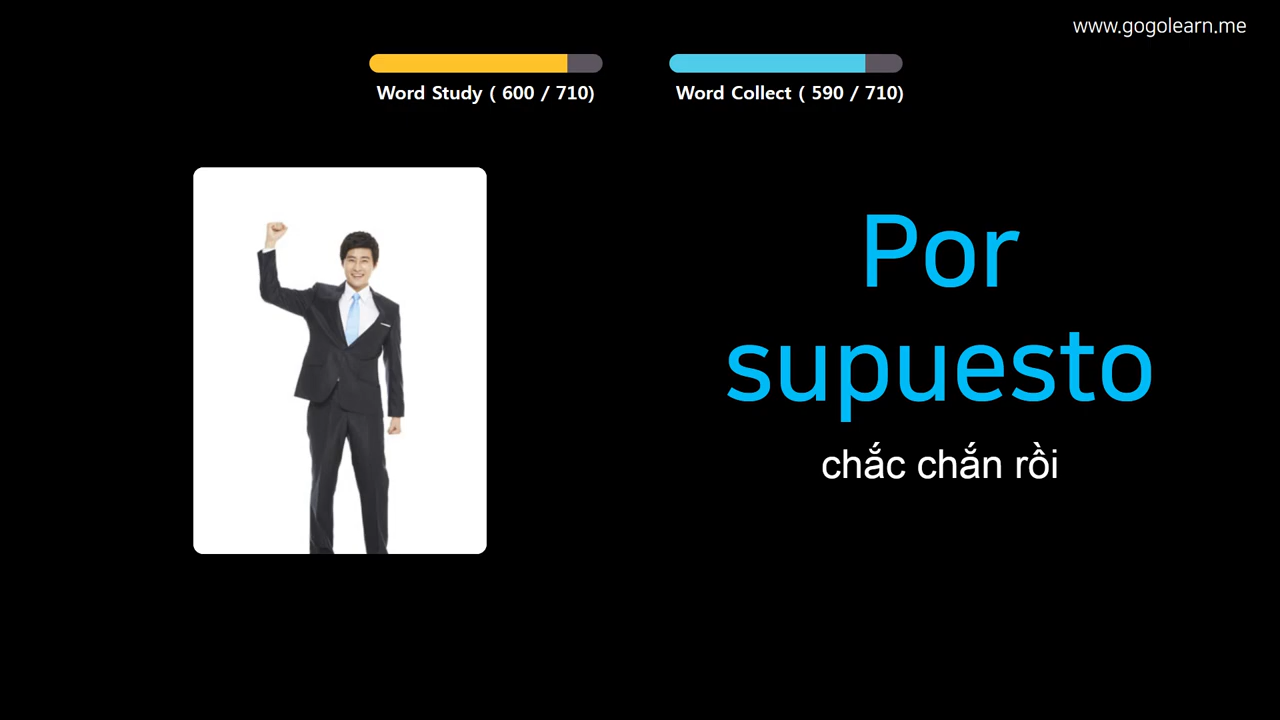 www.gogolearn.me
Word Study ( 600 / 710)
Word Collect ( 590 / 710)
Por
supuesto
chắc chắn rồi